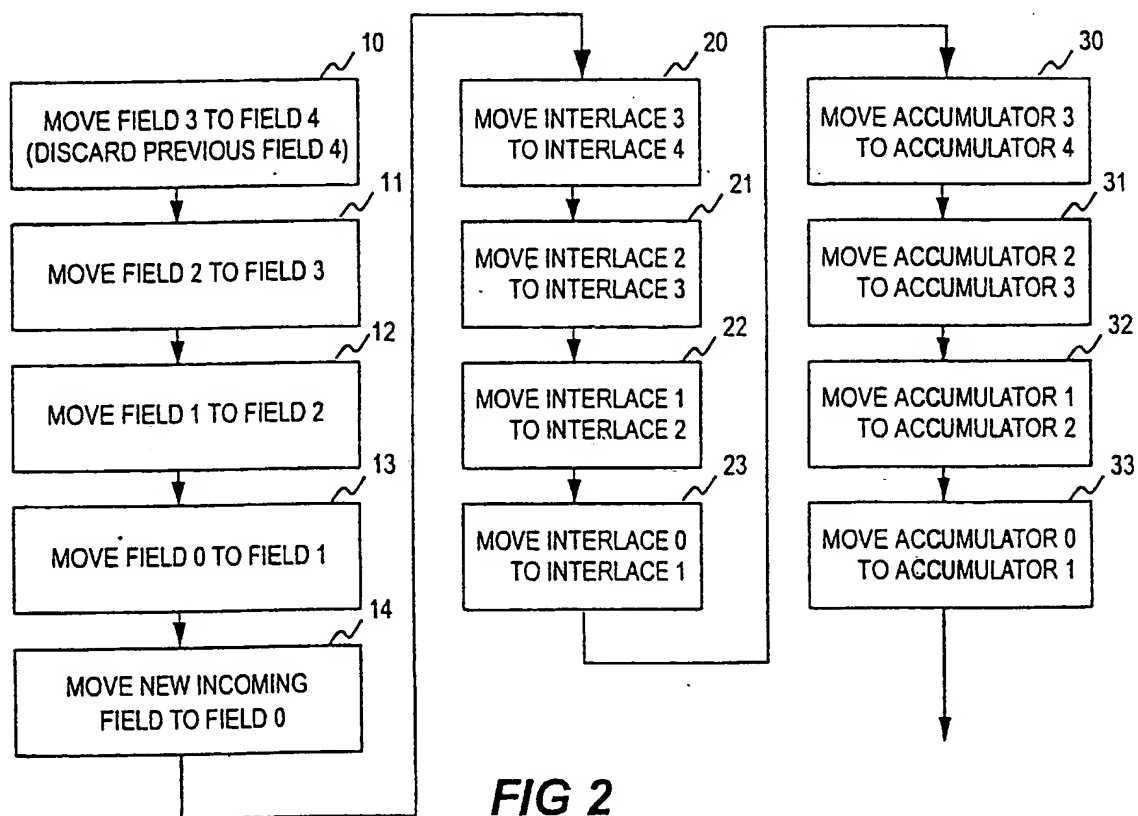 10
MOVE FIELD 3 TO FIELD 4
(DISCARD PREVIOUS FIELD 4)
11
MOVE FIELD 2 TO FIELD 3
12
MOVE FIELD 1 TO FIELD 2
13
MOVE FIELD 0 TO FIELD 1
14
MOVE NEW INCOMING
FIELD TO FIELD 0
20
MOVE INTERLACE 3
TO INTERLACE 4
21
MOVE INTERLACE 2
TO INTERLACE 3
22
MOVE INTERLACE 1
TO INTERLACE 2
23
MOVE INTERLACE 0
TO INTERLACE 1
30
MOVE ACCUMULATOR 3
TO ACCUMULATOR 4
31
MOVE ACCUMULATOR 2
TO ACCUMULATOR 3
32
MOVE ACCUMULATOR 1
TO ACCUMULATOR 2
33
MOVE ACCUMULATOR 0
TO ACCUMULATOR 1
FIG 2